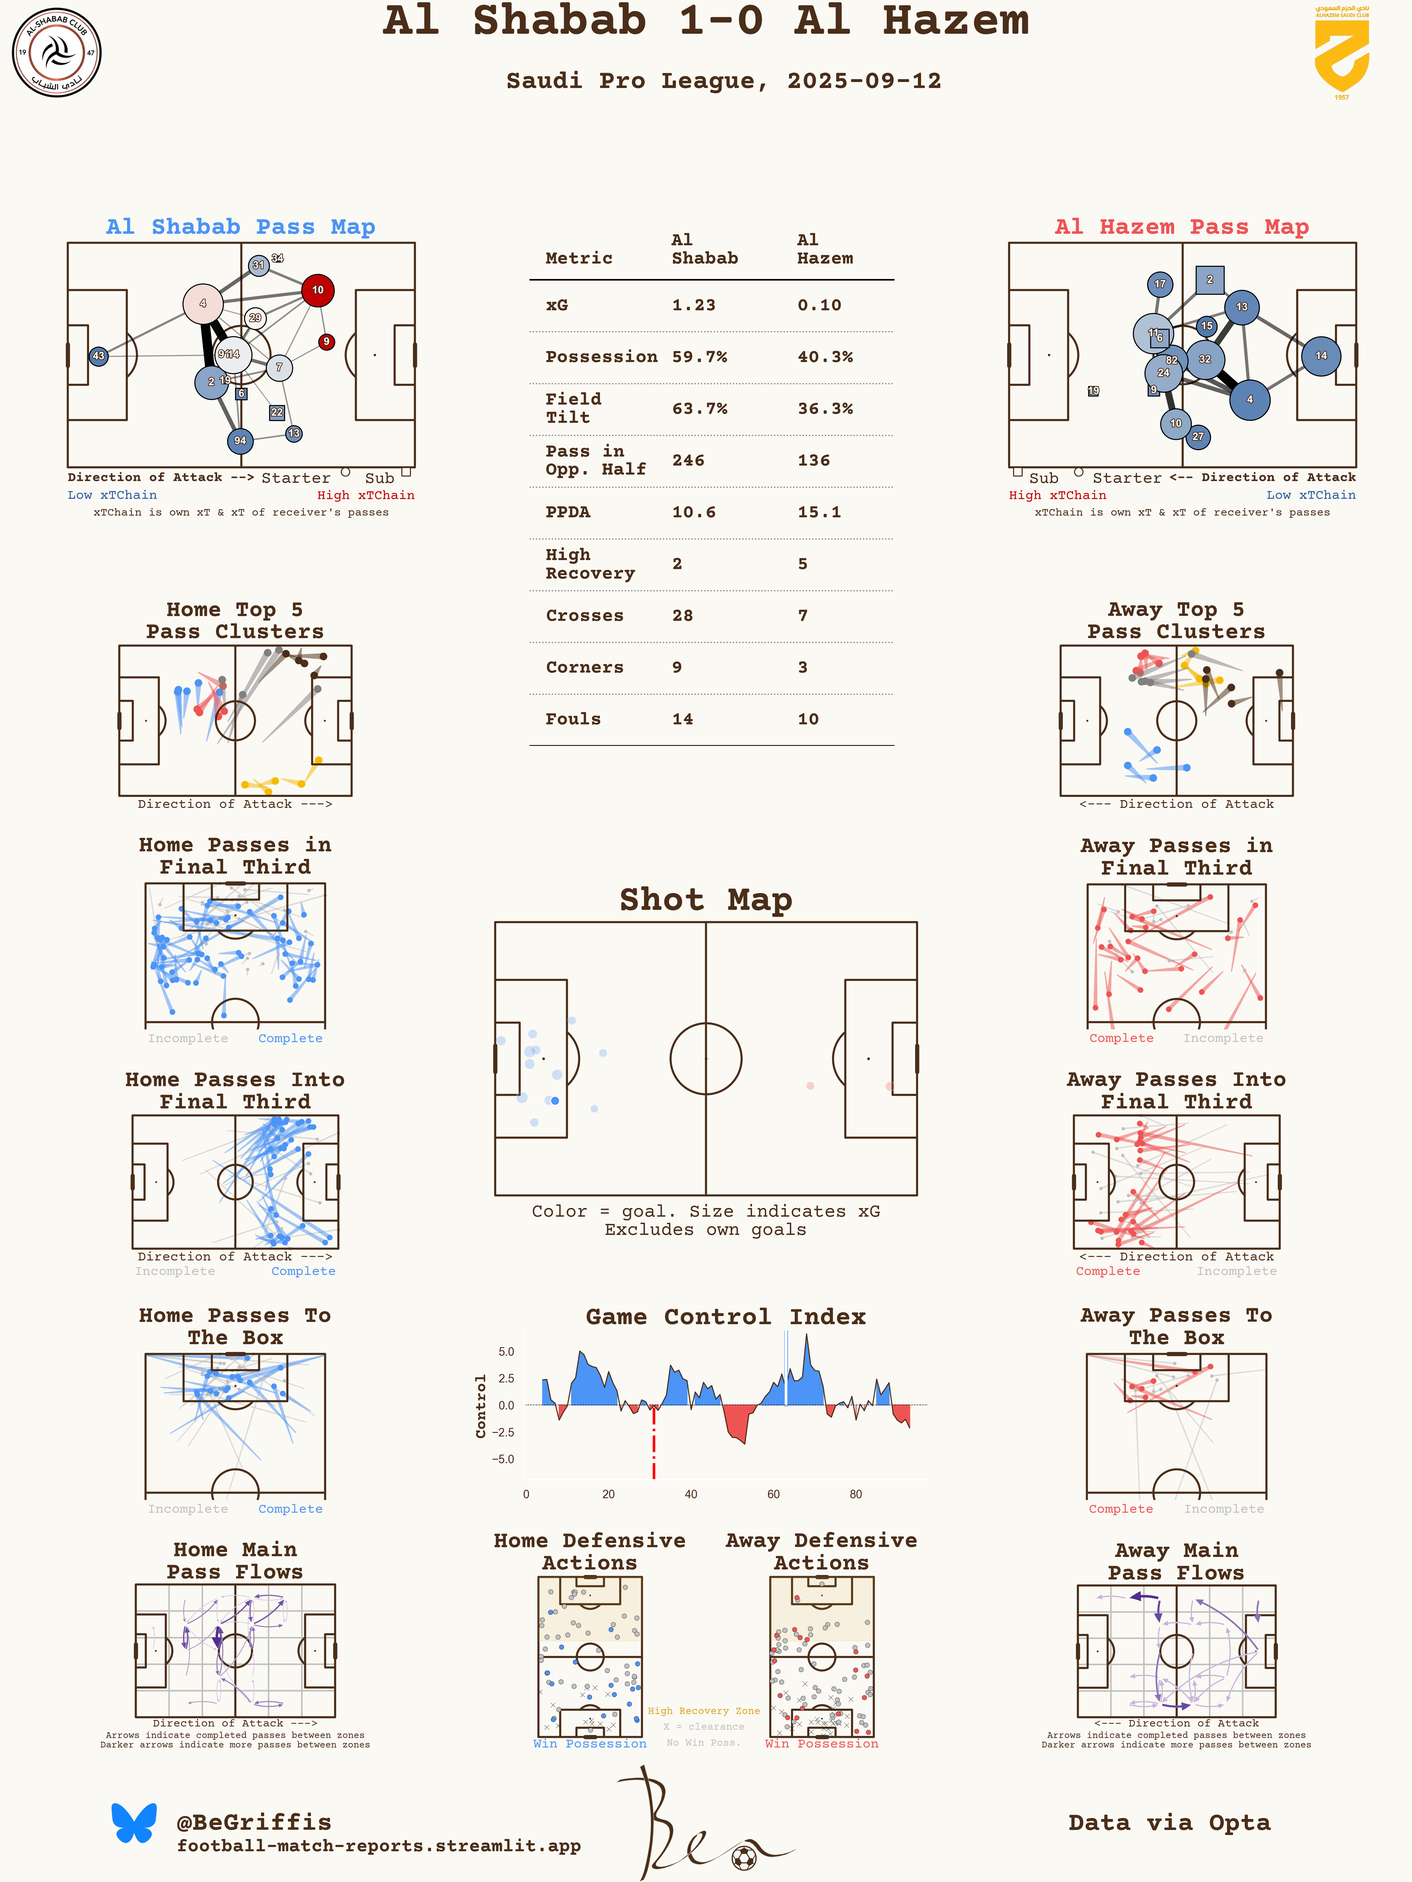 Al Shabab 1-0 Al Hazem
Saudi Pro League, 2025-09-12
AL-SHABAB CLUB
19 47
نادي الشباب
نادي الحزم السعودي
ALHAZEM SAUDI CLUB
1957
Al Shabab Pass Map
43 4 31 34 10 29 9 14 7 9 2 19 6 22 94 13
Direction of Attack --> Starter Sub
Low xTChain High xTChain
xTChain is own xT & xT of receiver's passes
Metric Al Shabab Al Hazem
xG 1.23 0.10
Possession 59.7% 40.3%
Field Tilt 63.7% 36.3%
Pass in Opp. Half 246 136
PPDA 10.6 15.1
High Recovery 2 5
Crosses 28 7
Corners 9 3
Fouls 14 10
Al Hazem Pass Map
17 2 13 11 6 15 82 32 24 14 19 9 4 10 27
Sub Starter <-- Direction of Attack
High xTChain Low xTChain
xTChain is own xT & xT of receiver's passes
Home Top 5
Pass Clusters
Direction of Attack --->
Away Top 5
Pass Clusters
<--- Direction of Attack
Home Passes in
Final Third
Incomplete Complete
Away Passes in
Final Third
Complete Incomplete
Shot Map
Color = goal. Size indicates xG
Excludes own goals
Home Passes Into
Final Third
Direction of Attack --->
Incomplete Complete
Away Passes Into
Final Third
<--- Direction of Attack
Complete Incomplete
Home Passes To
The Box
Incomplete Complete
Game Control Index
Control
5.0
2.5
0.0
−2.5
−5.0
0 20 40 60 80
Away Passes To
The Box
Complete Incomplete
Home Main
Pass Flows
Direction of Attack --->
Arrows indicate completed passes between zones
Darker arrows indicate more passes between zones
Home Defensive
Actions
Win Possession
Away Defensive
Actions
Win Possession
High Recovery Zone
X = clearance
No Win Poss.
Away Main
Pass Flows
<--- Direction of Attack
Arrows indicate completed passes between zones
Darker arrows indicate more passes between zones
@BeGriffis
football-match-reports.streamlit.app
Ben
Data via Opta